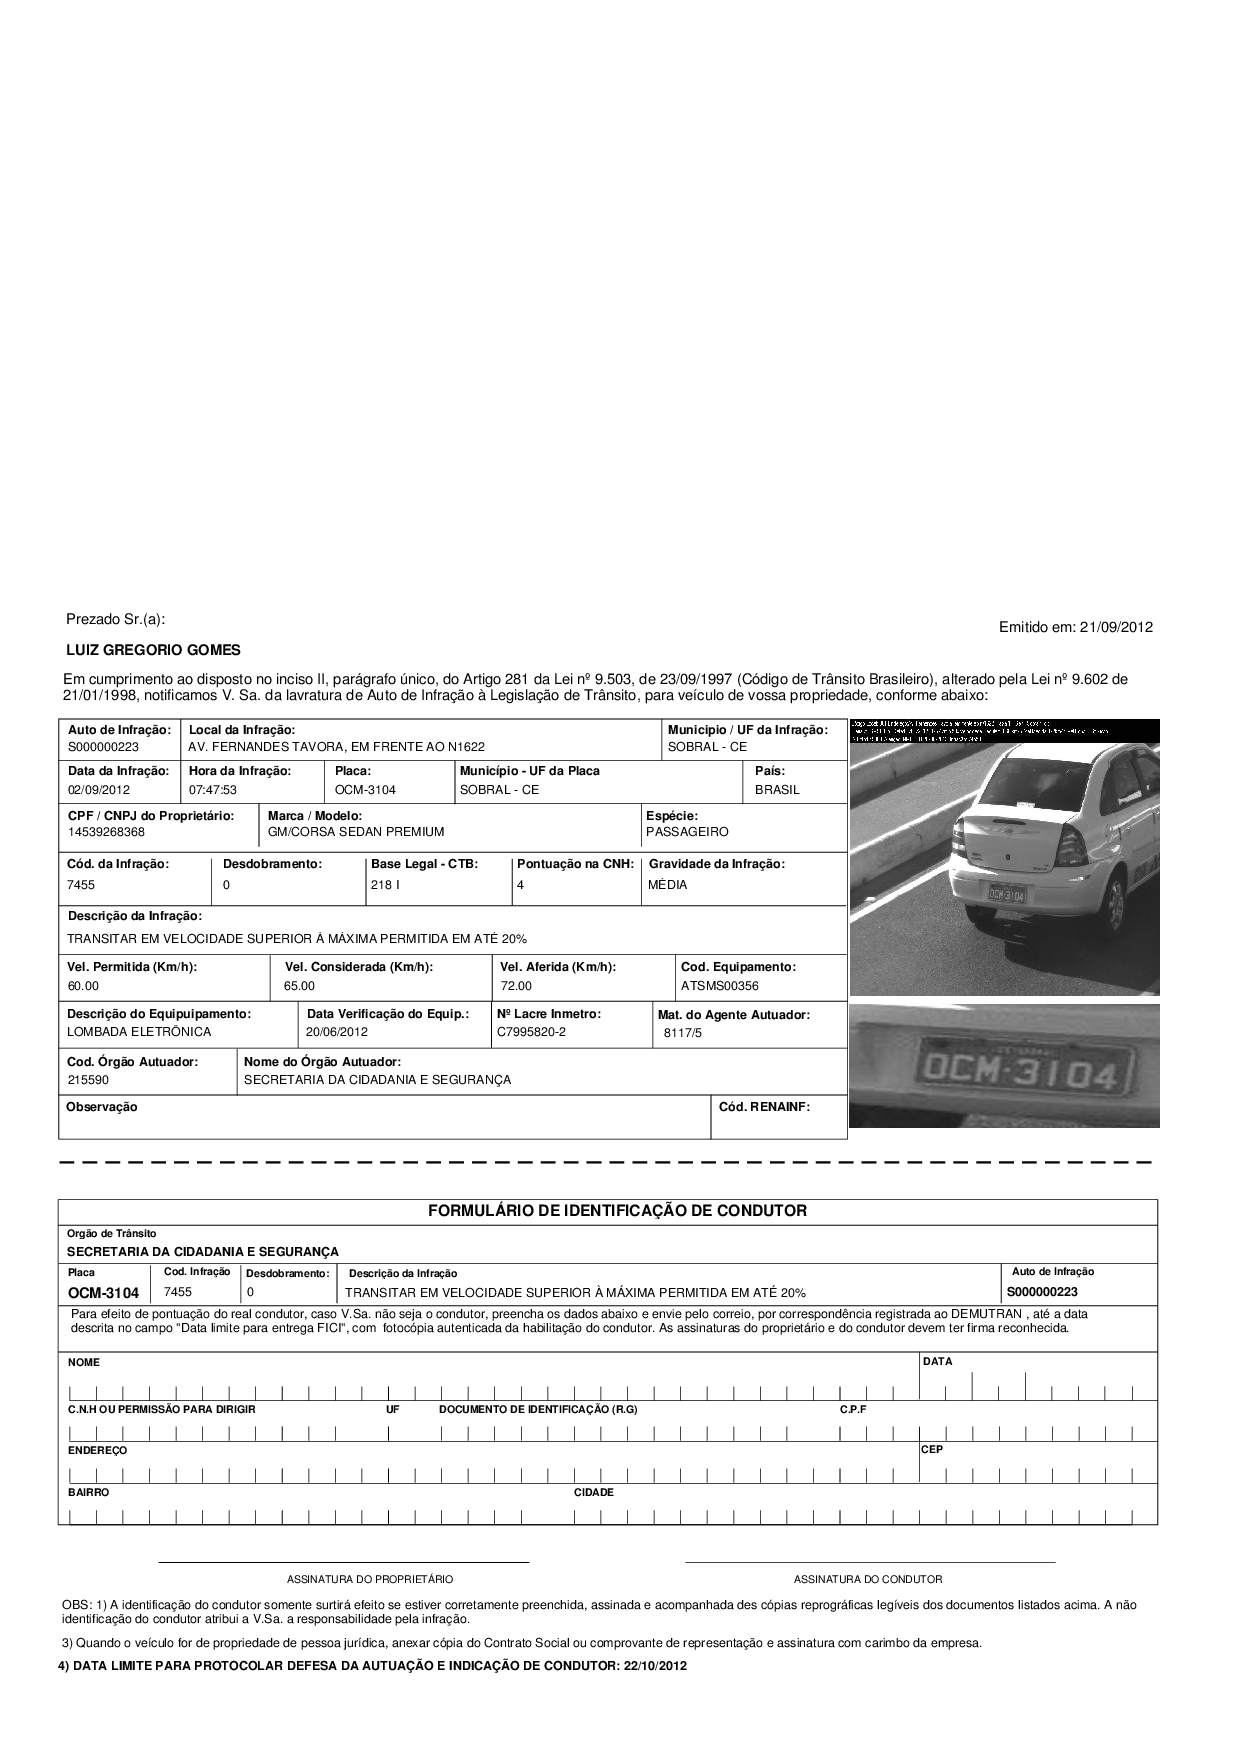 Prezado Sr.(a):
Emitido em: 21/09/2012
LUIZ GREGORIO GOMES
Em cumprimento ao disposto no inciso II, parágrafo único, do Artigo 281 da Lei nº 9.503, de 23/09/1997 (Código de Trânsito Brasileiro), alterado pela Lei nº 9.602 de
21/01/1998, notificamos V. Sa. da lavratura de Auto de Infração à Legislação de Trânsito, para veículo de vossa propriedade, conforme abaixo:
Auto de Infração: Local da Infração: Municipio / UF da Infração:
S000000223 AV. FERNANDES TAVORA, EM FRENTE AO N1622 SOBRAL - CE
Data da Infração: Hora da Infração: Placa: Município - UF da Placa País:
02/09/2012 07:47:53 OCM-3104 SOBRAL - CE BRASIL
CPF / CNPJ do Proprietário: Marca / Modelo: Espécie:
14539268368 GM/CORSA SEDAN PREMIUM PASSAGEIRO
Cód. da Infração: Desdobramento: Base Legal - CTB: Pontuação na CNH: Gravidade da Infração:
7455 0 218 I 4 MÉDIA
Descrição da Infração:
TRANSITAR EM VELOCIDADE SUPERIOR À MÁXIMA PERMITIDA EM ATÉ 20%
Vel. Permitida (Km/h): Vel. Considerada (Km/h): Vel. Aferida (Km/h): Cod. Equipamento:
60.00 65.00 72.00 ATSMS00356
Descrição do Equipuipamento: Data Verificação do Equip.: Nº Lacre Inmetro: Mat. do Agente Autuador:
LOMBADA ELETRÔNICA 20/06/2012 C7995820-2 8117/5
Cod. Órgão Autuador: Nome do Órgão Autuador:
215590 SECRETARIA DA CIDADANIA E SEGURANÇA
Observação Cód. RENAINF:
OCM-3104
OCM-3104
FORMULÁRIO DE IDENTIFICAÇÃO DE CONDUTOR
Orgão de Trânsito
SECRETARIA DA CIDADANIA E SEGURANÇA
Placa Cod. Infração Desdobramento: Descrição da Infração Auto de Infração
OCM-3104 7455 0 TRANSITAR EM VELOCIDADE SUPERIOR À MÁXIMA PERMITIDA EM ATÉ 20% S000000223
Para efeito de pontuação do real condutor, caso V.Sa. não seja o condutor, preencha os dados abaixo e envie pelo correio, por correspondência registrada ao DEMUTRAN , até a data
descrita no campo "Data limite para entrega FICI", com fotocópia autenticada da habilitação do condutor. As assinaturas do proprietário e do condutor devem ter firma reconhecida.
NOME DATA
C.N.H OU PERMISSÃO PARA DIRIGIR UF DOCUMENTO DE IDENTIFICAÇÃO (R.G) C.P.F
ENDEREÇO CEP
BAIRRO CIDADE
ASSINATURA DO PROPRIETÁRIO ASSINATURA DO CONDUTOR
OBS: 1) A identificação do condutor somente surtirá efeito se estiver corretamente preenchida, assinada e acompanhada des cópias reprográficas legíveis dos documentos listados acima. A não
identificação do condutor atribui a V.Sa. a responsabilidade pela infração.
3) Quando o veículo for de propriedade de pessoa jurídica, anexar cópia do Contrato Social ou comprovante de representação e assinatura com carimbo da empresa.
4) DATA LIMITE PARA PROTOCOLAR DEFESA DA AUTUAÇÃO E INDICAÇÃO DE CONDUTOR: 22/10/2012